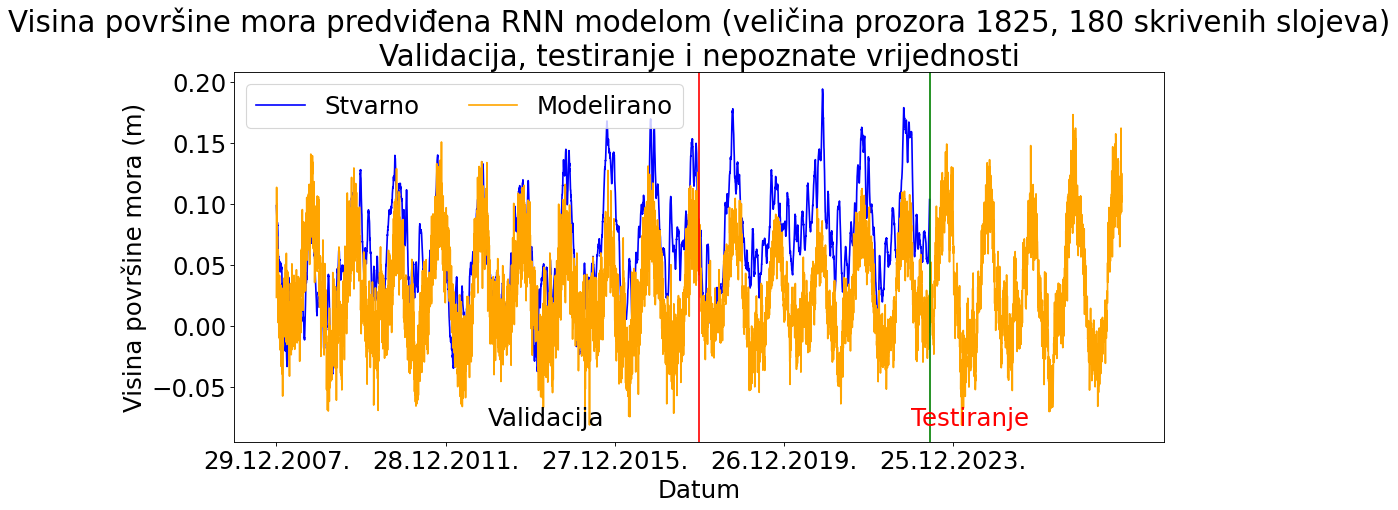 Visina površine mora predviđena RNN modelom (veličina prozora 1825, 180 skrivenih slojeva)
Validacija, testiranje i nepoznate vrijednosti
Stvarno
Modelirano
Visina površine mora (m)
0.20
0.15
0.10
0.05
0.00
−0.05
Validacija
Testiranje
29.12.2007.
28.12.2011.
27.12.2015.
26.12.2019.
25.12.2023.
Datum